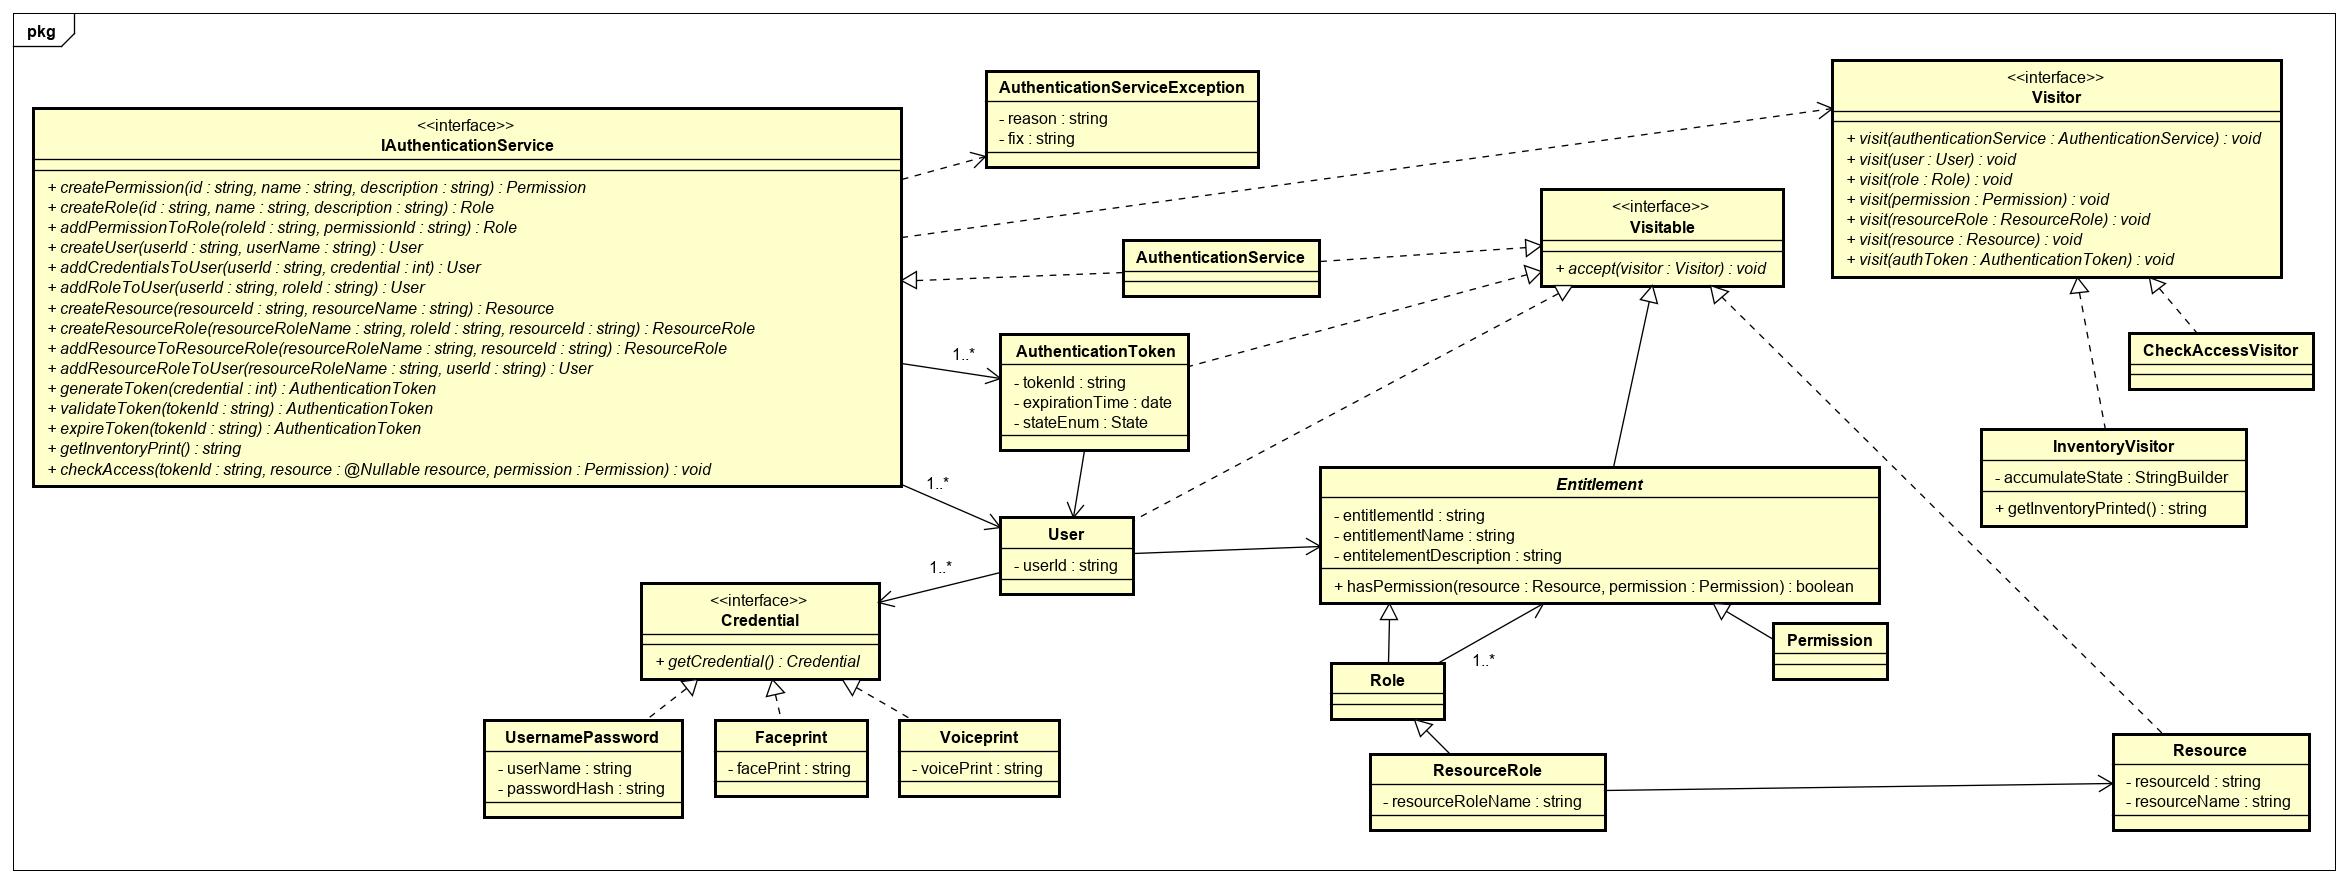 pkg
<<interface>>
IAuthenticationService
+ createPermission(id : string, name : string, description : string) : Permission
+ createRole(id : string, name : string, description : string) : Role
+ addPermissionToRole(roleId : string, permissionId : string) : Role
+ createUser(userId : string, userName : string) : User
+ addCredentialsToUser(userId : string, credential : int) : User
+ addRoleToUser(userId : string, roleId : string) : User
+ createResource(resourceId : string, resourceName : string) : Resource
+ createResourceRole(resourceRoleName : string, roleId : string, resourceId : string) : ResourceRole
+ addResourceToResourceRole(resourceRoleName : string, resourceId : string) : ResourceRole
+ addResourceRoleToUser(resourceRoleName : string, userId : string) : User
+ generateToken(credential : int) : AuthenticationToken
+ validateToken(tokenId : string) : AuthenticationToken
+ expireToken(tokenId : string) : AuthenticationToken
+ getInventoryPrint() : string
+ checkAccess(tokenId : string, resource : @Nullable resource, permission : Permission) : void
AuthenticationServiceException
- reason : string
- fix : string
<<interface>>
Visitor
+ visit(authenticationService : AuthenticationService) : void
+ visit(user : User) : void
+ visit(role : Role) : void
+ visit(permission : Permission) : void
+ visit(resourceRole : ResourceRole) : void
+ visit(resource : Resource) : void
+ visit(authToken : AuthenticationToken) : void
<<interface>>
Visitable
+ accept(visitor : Visitor) : void
AuthenticationService
1..*
AuthenticationToken
- tokenId : string
- expirationTime : date
- stateEnum : State
CheckAccessVisitor
InventoryVisitor
- accumulateState : StringBuilder
+ getInventoryPrinted() : string
1..*
User
- userId : string
Entitlement
- entitlementId : string
- entitlementName : string
- entitelementDescription : string
+ hasPermission(resource : Resource, permission : Permission) : boolean
1..*
<<interface>>
Credential
+ getCredential() : Credential
Permission
1..*
Role
UsernamePassword
- userName : string
- passwordHash : string
Faceprint
- facePrint : string
Voiceprint
- voicePrint : string
ResourceRole
- resourceRoleName : string
Resource
- resourceId : string
- resourceName : string